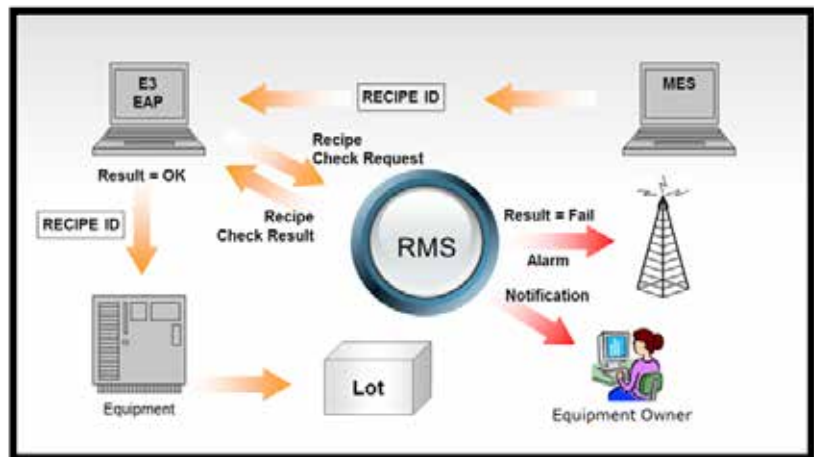 E3
EAP
RECIPE ID
MES
Recipe
Check Request
Result = OK
RECIPE ID
Recipe
Check Result
RMS
Result = Fail
Alarm
Notification
Equipment
Lot
Equipment Owner